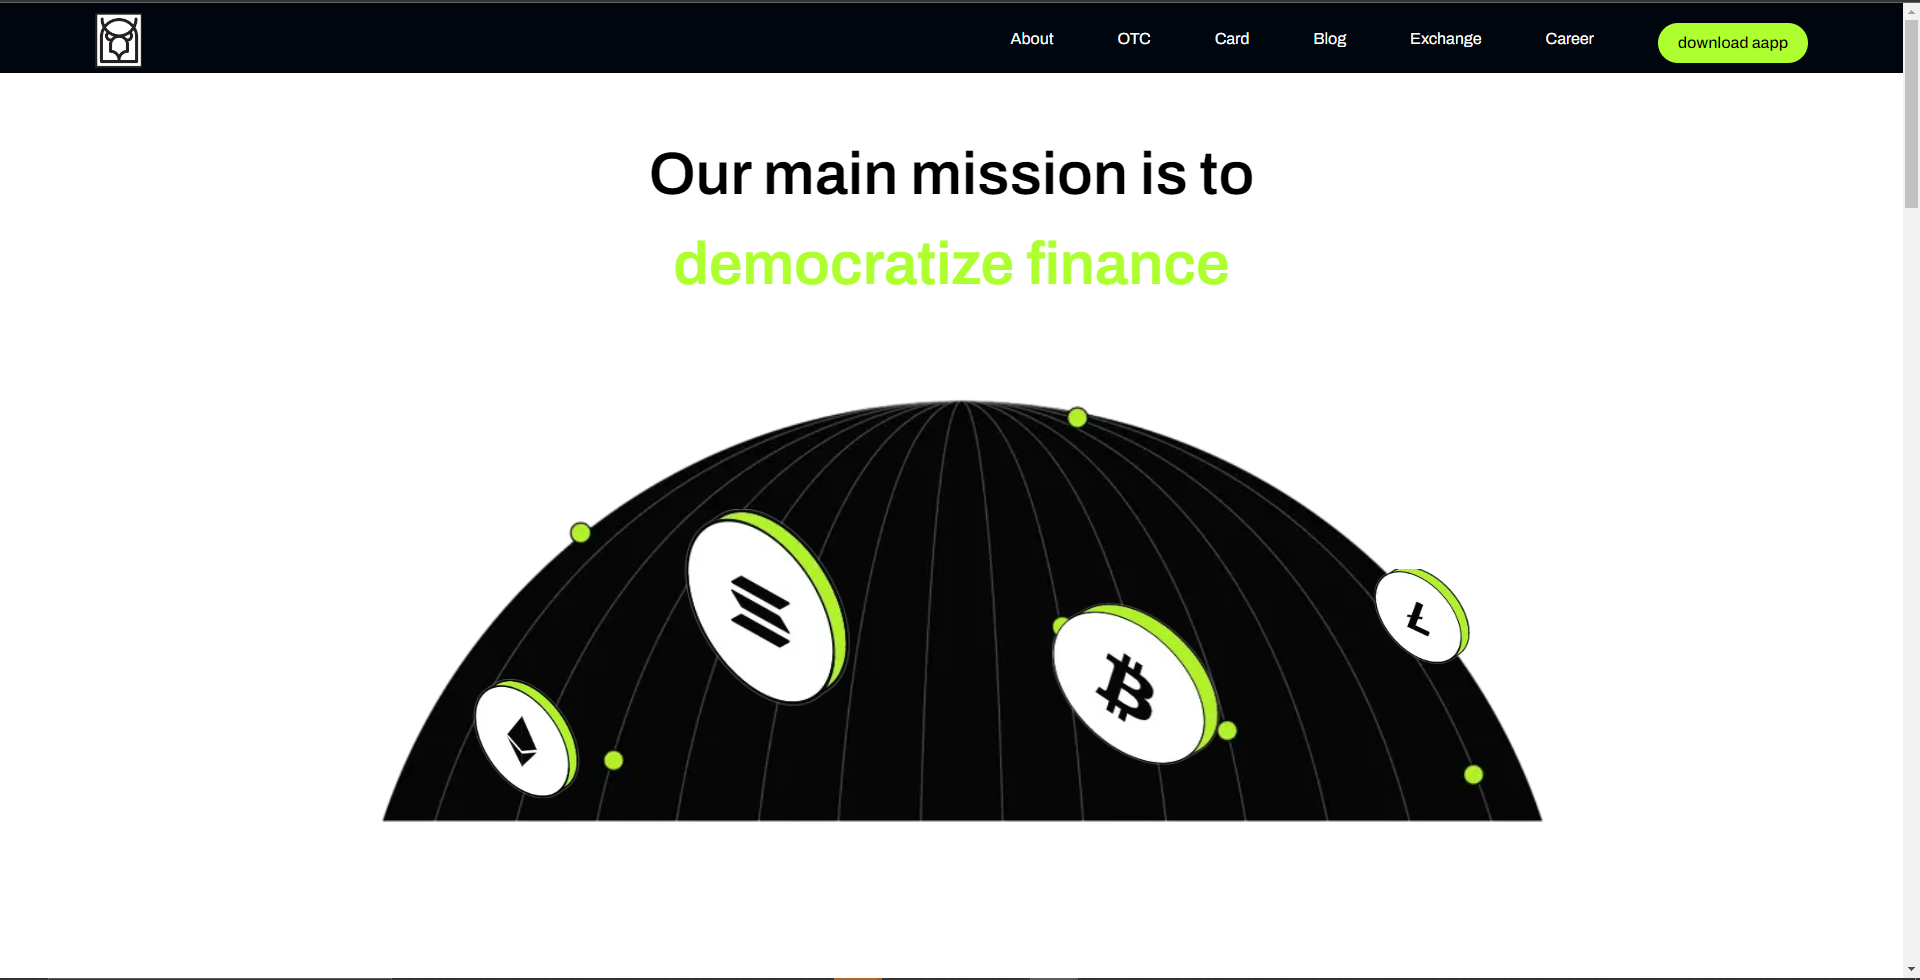 About
OTC
Card
Blog
Exchange
Career
download aapp
Our main mission is to
democratize finance